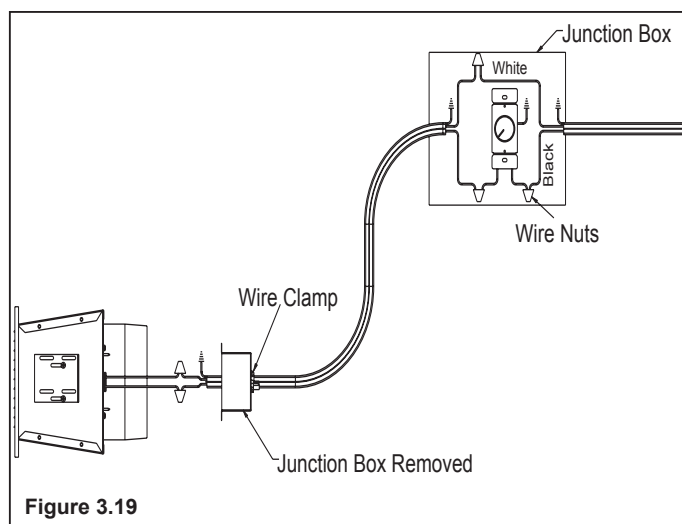 Junction Box
White
Black
Wire Nuts
Wire Clamp
Junction Box Removed
Figure 3.19